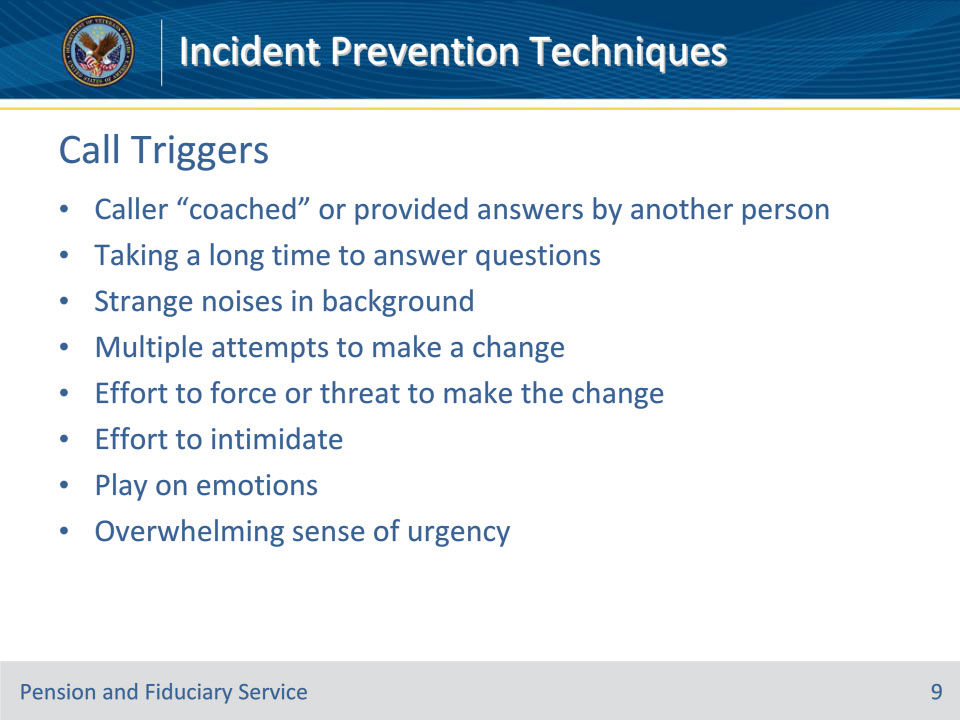 Incident Prevention Techniques
Call Triggers
• Caller “coached” or provided answers by another person
• Taking a long time to answer questions
• Strange noises in background
• Multiple attempts to make a change
• Effort to force or threat to make the change
• Effort to intimidate
• Play on emotions
• Overwhelming sense of urgency
Pension and Fiduciary Service
9